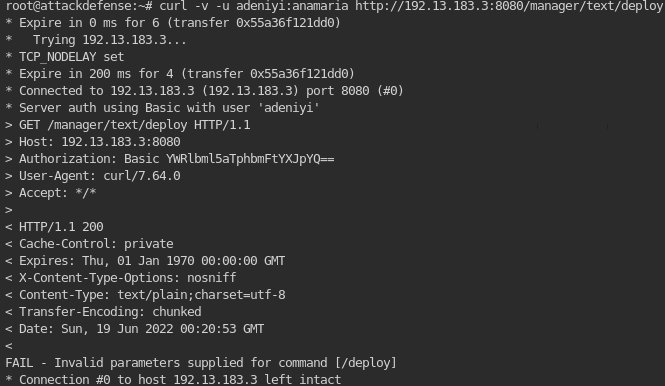 root@attackdefense:~# curl -v -u adeniyi:anamaria http://192.13.183.3:8080/manager/text/deploy
* Expire in 0 ms for 6 (transfer 0x55a36f121dd0)
*   Trying 192.13.183.3...
* TCP_NODELAY set
* Expire in 200 ms for 4 (transfer 0x55a36f121dd0)
* Connected to 192.13.183.3 (192.13.183.3) port 8080 (#0)
* Server auth using Basic with user 'adeniyi'
> GET /manager/text/deploy HTTP/1.1
> Host: 192.13.183.3:8080
> Authorization: Basic YWRlbml5aTphbmFtYXJpYQ==
> User-Agent: curl/7.64.0
> Accept: */*
>
< HTTP/1.1 200
< Cache-Control: private
< Expires: Thu, 01 Jan 1970 00:00:00 GMT
< X-Content-Type-Options: nosniff
< Content-Type: text/plain;charset=utf-8
< Transfer-Encoding: chunked
< Date: Sun, 19 Jun 2022 00:20:53 GMT
<
FAIL - Invalid parameters supplied for command [/deploy]
* Connection #0 to host 192.13.183.3 left intact